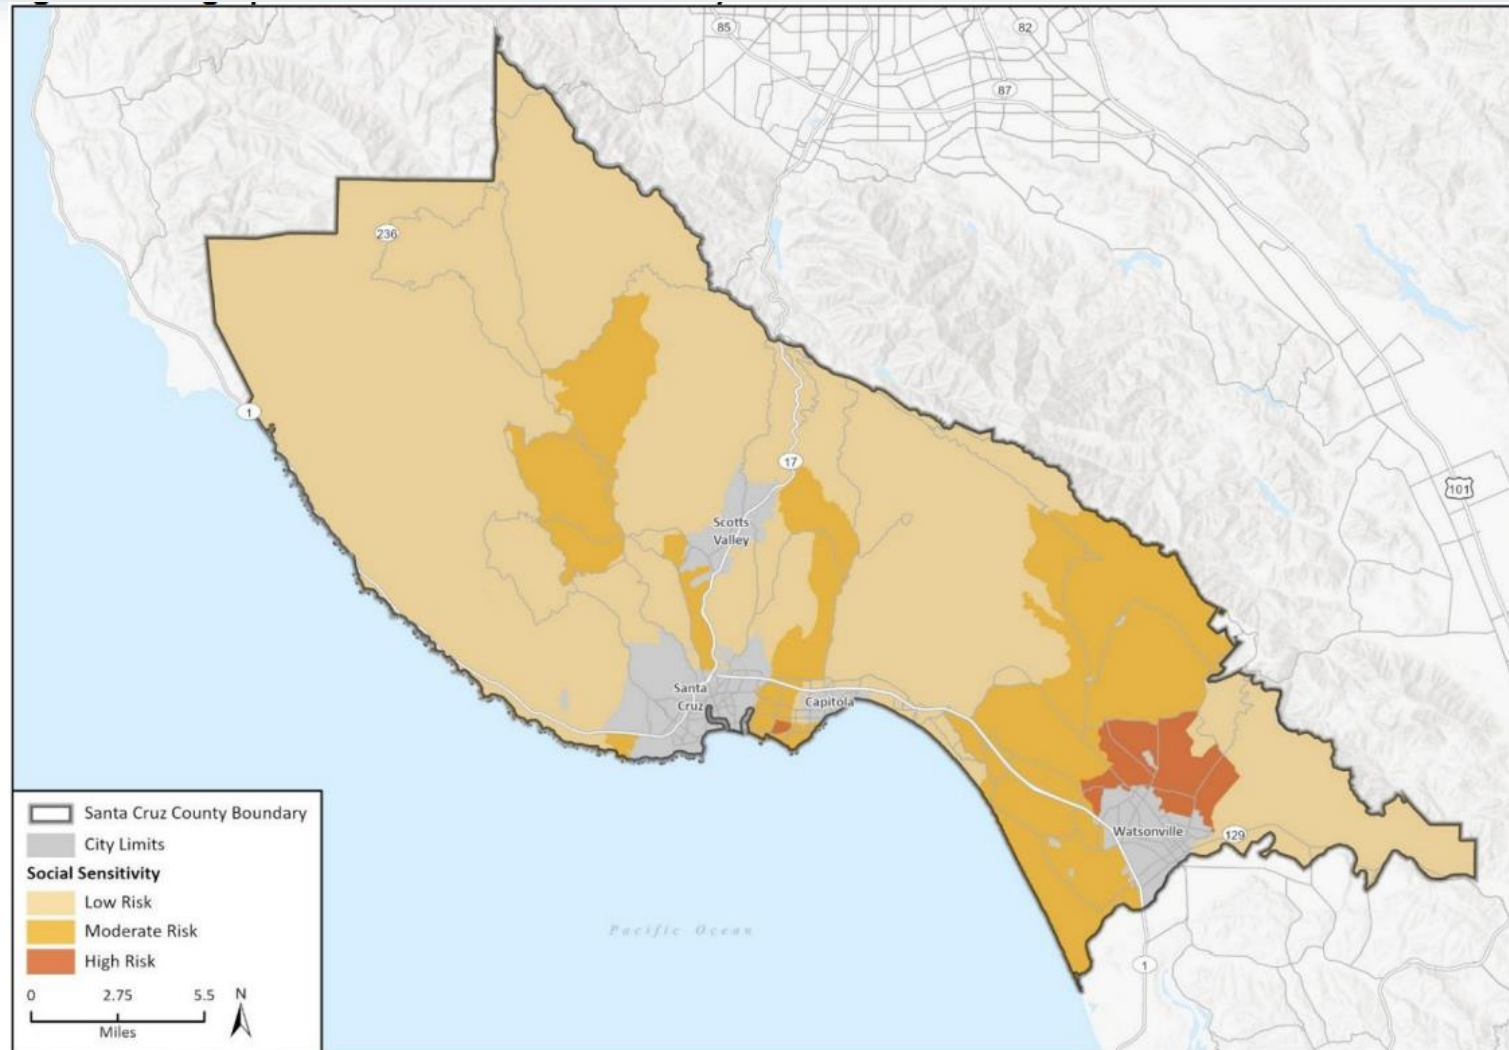 85
82
87
236
1
17
101
Scotts
Valley
Santa
Cruz
Capitola
Watsonville
129
Pacific Ocean
1
Santa Cruz County Boundary
City Limits
Social Sensitivity
Low Risk
Moderate Risk
High Risk
0 2.75 5.5 N
Miles